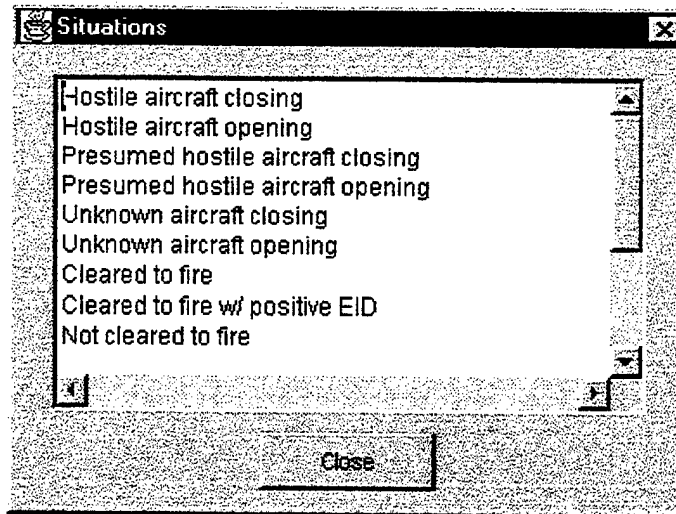 Situations
Hostile aircraft closing
Hostile aircraft opening
Presumed hostile aircraft closing
Presumed hostile aircraft opening
Unknown aircraft closing
Unknown aircraft opening
Cleared to fire
Cleared to fire w/ positive EID
Not cleared to fire
Close